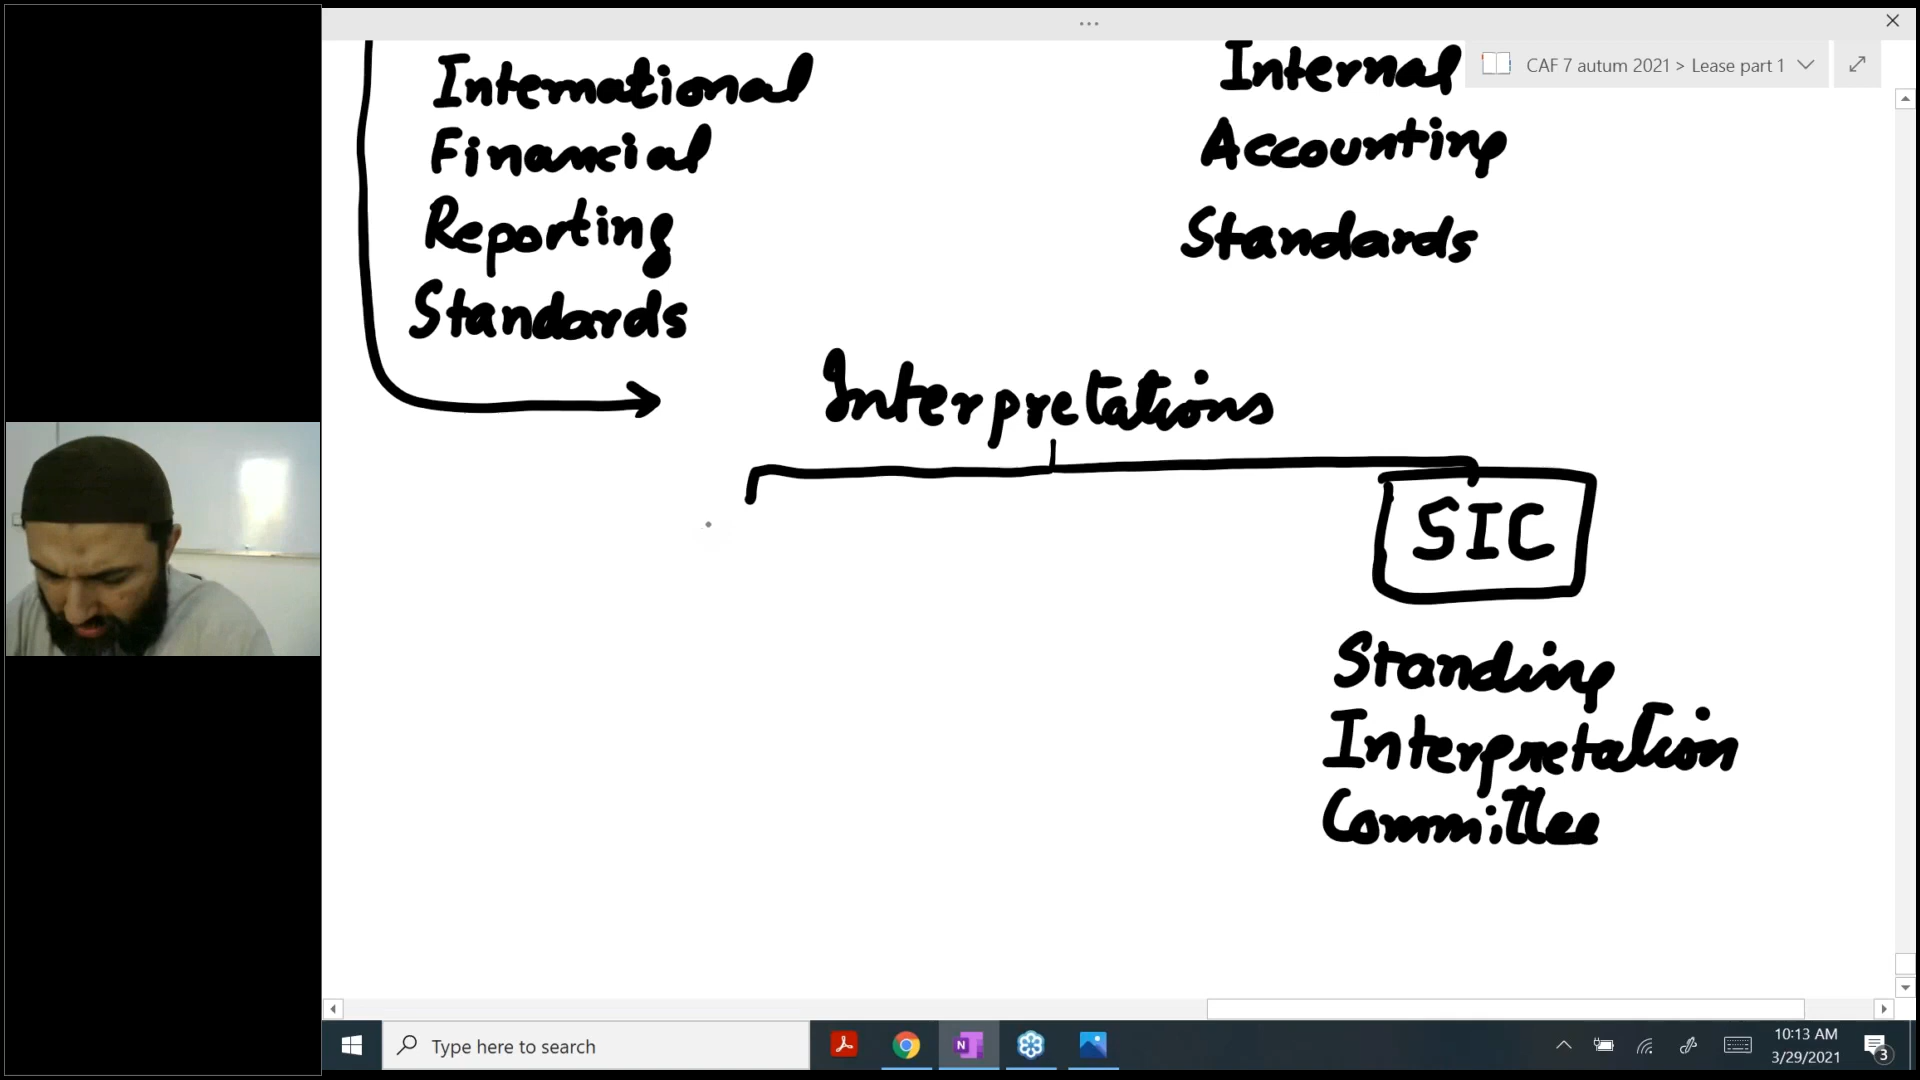 ...
CAF 7 autum 2021 > Lease part 1
International
Financial
Reporting
Standards
Internal
Accounting
Standards
Interpretations
SIC
Standing
Interpretation
Committee
Type here to search
N
10:13 AM
3/29/2021
3